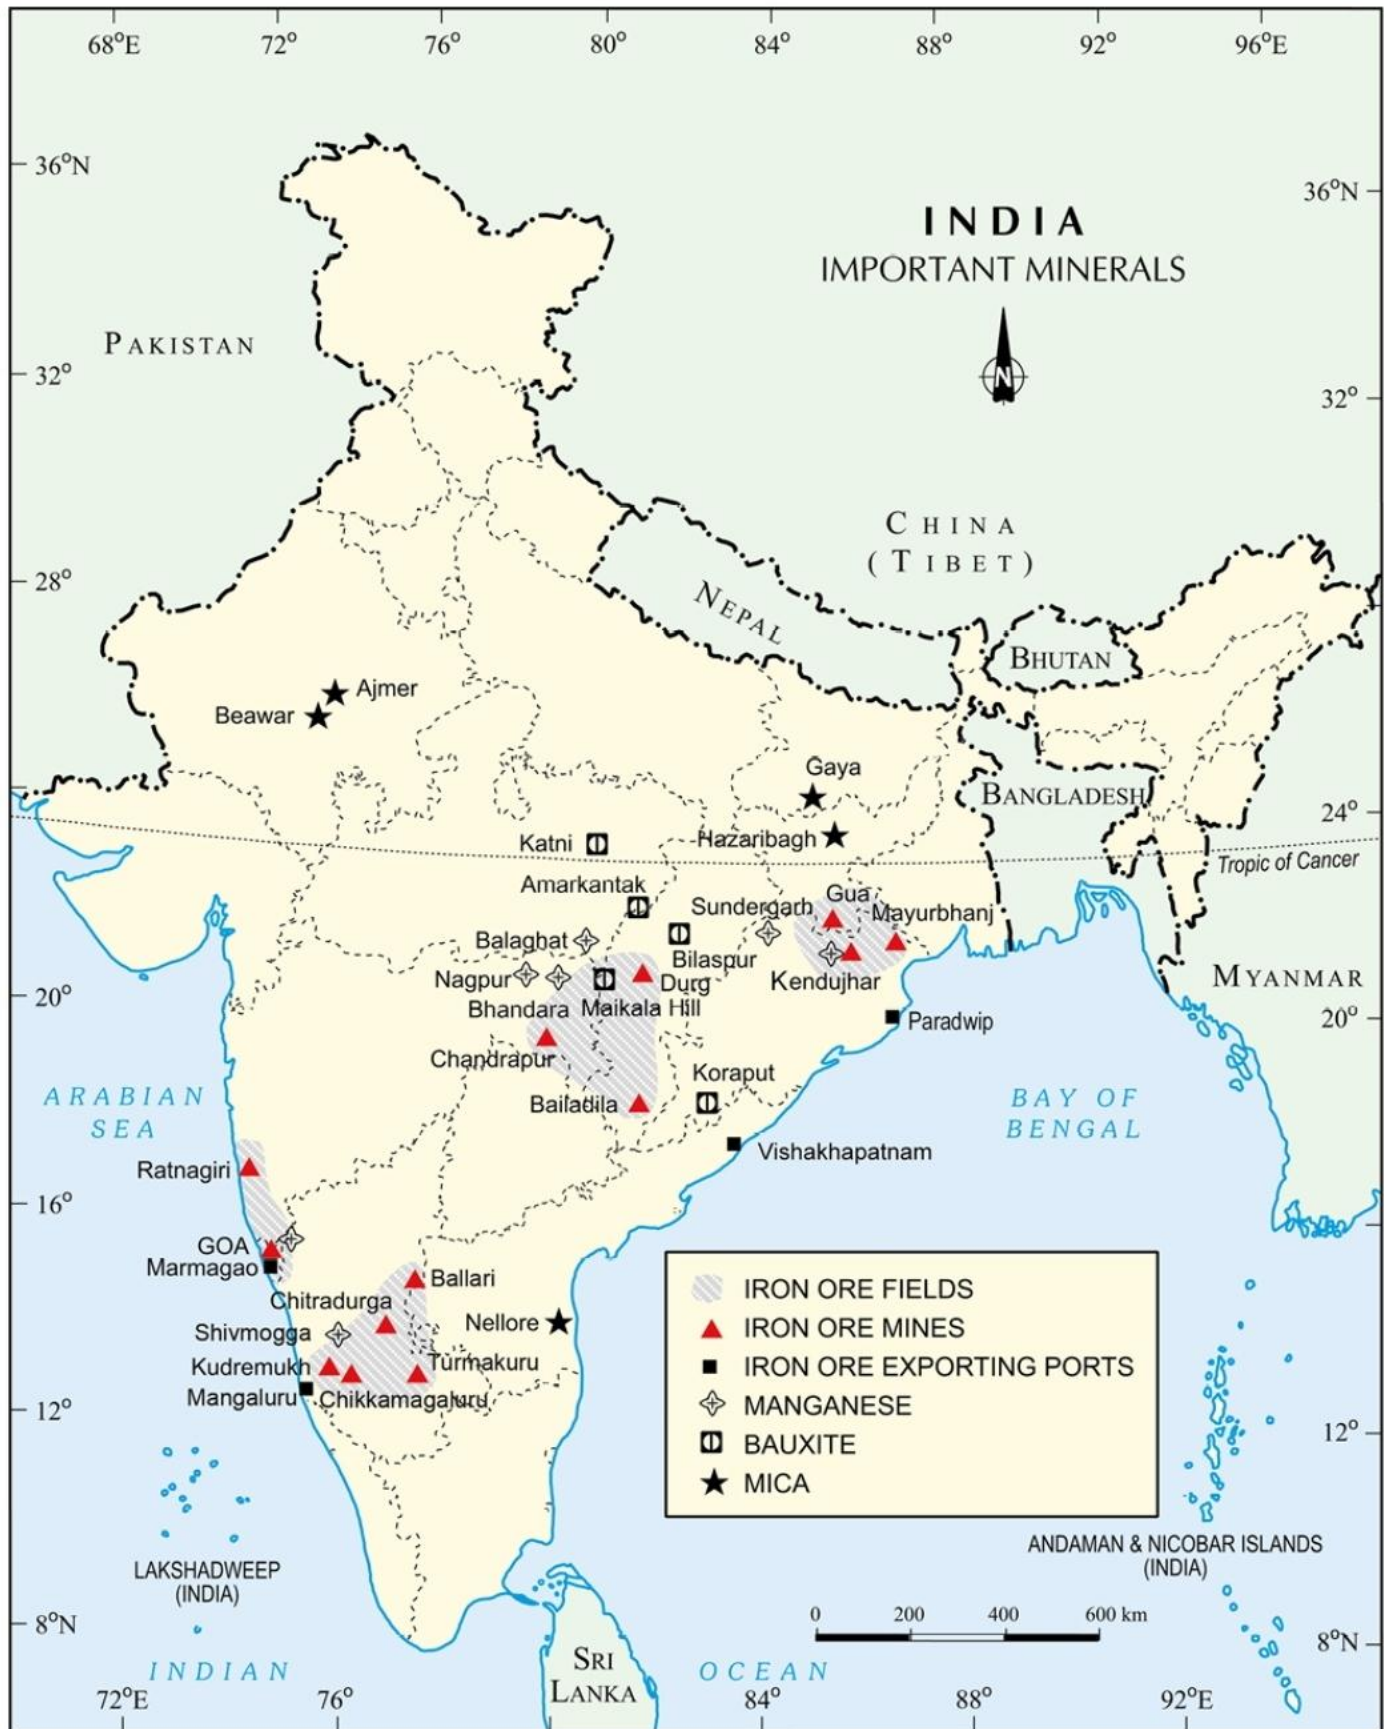 68°E 72° 76° 80° 84° 88° 92° 96°E
36°N
36°N
INDIA
IMPORTANT MINERALS
N
PAKISTAN
32°
32°
CHINA
(TIBET)
28°
NEPAL
BHUTAN
Ajmer
Beawar
Gaya
BANGLADESH
24°
Katni
Hazaribagh
Tropic of Cancer
Amarkantak
Sundergarh
Gua
Mayurbhanj
Balaghat
Bilaspur
Nagpur
Durg
Kendujhar
MYANMAR
20°
Bhandara
Maikala Hill
Paradwip
20°
Chandrapur
Koraput
Bailadila
ARABIAN
SEA
BAY OF
BENGAL
Vishakhapatnam
Ratnagiri
16°
GOA
Marmagao
Ballari
Chitradurga
Shivmogga
Nellore
Kudremukh
Turmakuru
Mangaluru
Chikkamagaluru
12°
IRON ORE FIELDS
IRON ORE MINES
IRON ORE EXPORTING PORTS
MANGANESE
BAUXITE
MICA
12°
LAKSHADWEEP
(INDIA)
ANDAMAN & NICOBAR ISLANDS
(INDIA)
8°N
0 200 400 600 km
8°N
INDIAN
OCEAN
SRI
LANKA
72°E 76° 84° 88° 92°E